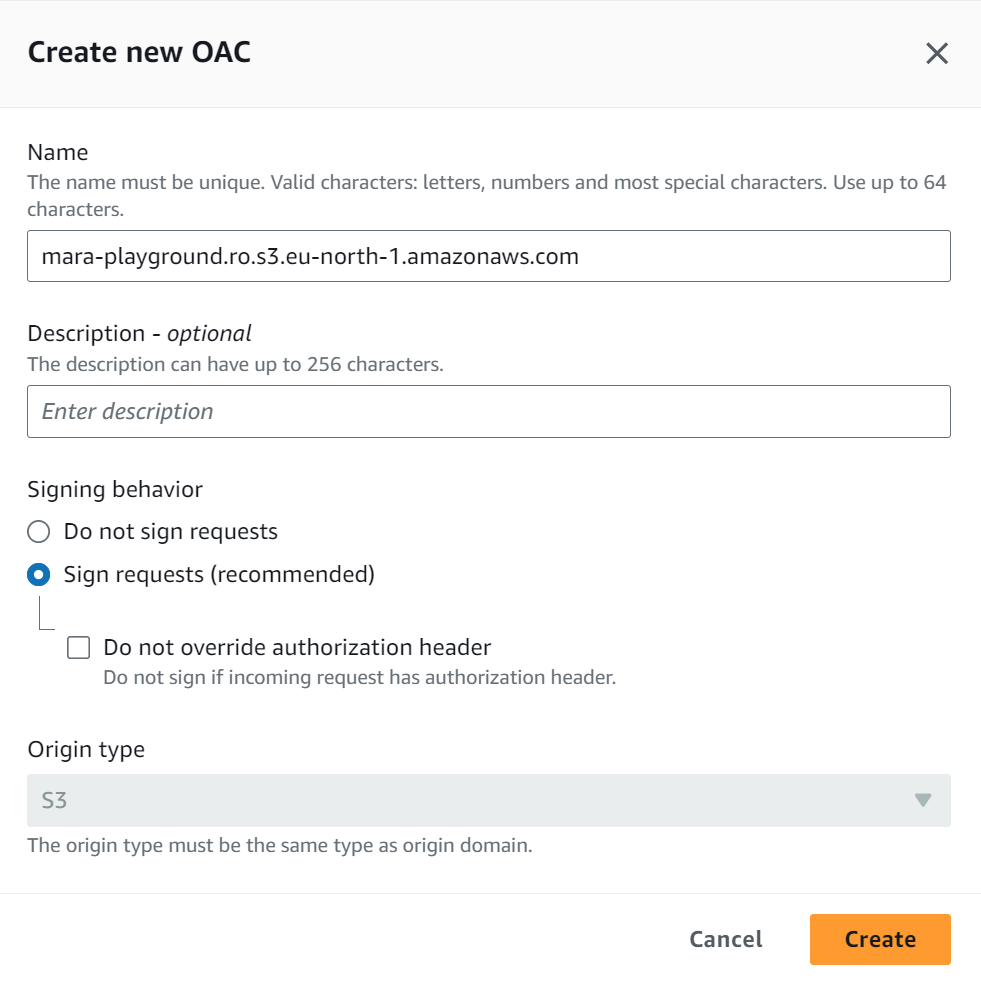 Create new OAC
Name
The name must be unique. Valid characters: letters, numbers and most special characters. Use up to 64
characters.
mara-playground.ro.s3.eu-north-1.amazonaws.com
Description - optional
The description can have up to 256 characters.
Enter description
Signing behavior
Do not sign requests
Sign requests (recommended)
Do not override authorization header
Do not sign if incoming request has authorization header.
Origin type
S3
The origin type must be the same type as origin domain.
Cancel Create